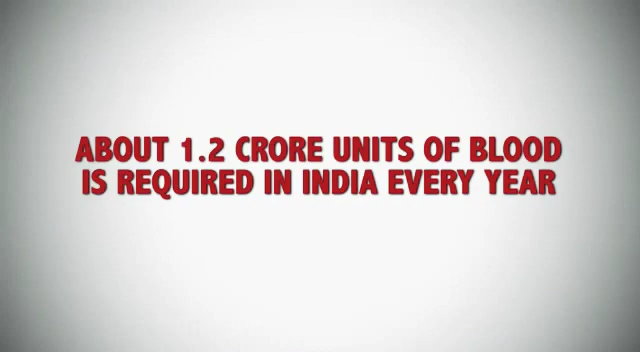 ABOUT 1.2 CRORE UNITS OF BLOOD
IS REQUIRED IN INDIA EVERY YEAR